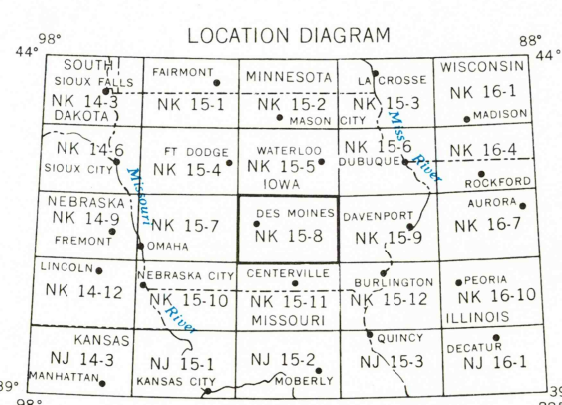 LOCATION DIAGRAM
98°
88°
44°
44°
SOUTH
SIOUX FALLS
NK 14-3
DAKOTA
FAIRMONT
NK 15-1
MINNESOTA
NK 15-2
MASON CITY
LA CROSSE
NK 15-3
WISCONSIN
NK 16-1
MADISON
NK 14-6
SIOUX CITY
FT DODGE
NK 15-4
WATERLOO
NK 15-5
IOWA
NK 15-6
DUBUQUE
Miss River
NK 16-4
ROCKFORD
NEBRASKA
NK 14-9
FREMONT
Missouri
NK 15-7
OMAHA
DES MOINES
NK 15-8
DAVENPORT
NK 15-9
AURORA
NK 16-7
LINCOLN
NK 14-12
NEBRASKA CITY
NK 15-10
River
CENTERVILLE
NK 15-11
MISSOURI
BURLINGTON
NK 15-12
PEORIA
NK 16-10
ILLINOIS
KANSAS
NJ 14-3
MANHATTAN
NJ 15-1
KANSAS CITY
NJ 15-2
MOBERLY
QUINCY
NJ 15-3
DECATUR
NJ 16-1